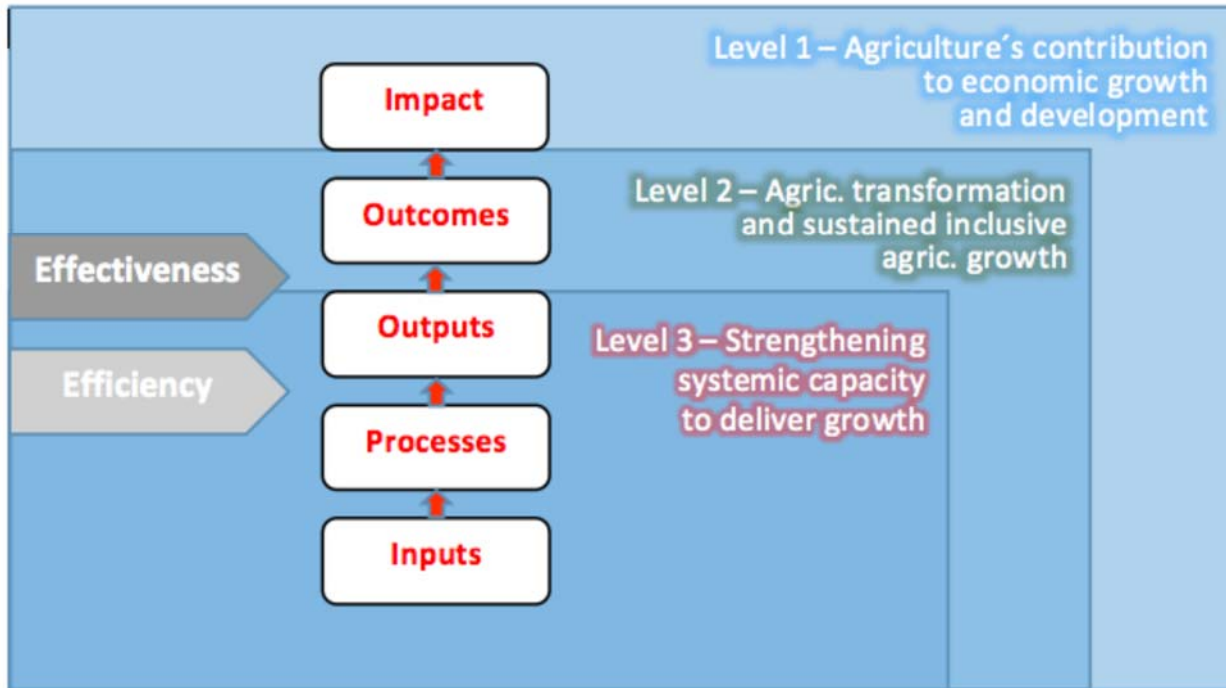 Level 1 – Agriculture´s contribution
to economic growth
and development
Impact
Level 2 – Agric. transformation
and sustained inclusive
agric. growth
Outcomes
Effectiveness
Outputs
Level 3 – Strengthening
systemic capacity
to deliver growth
Efficiency
Processes
Inputs